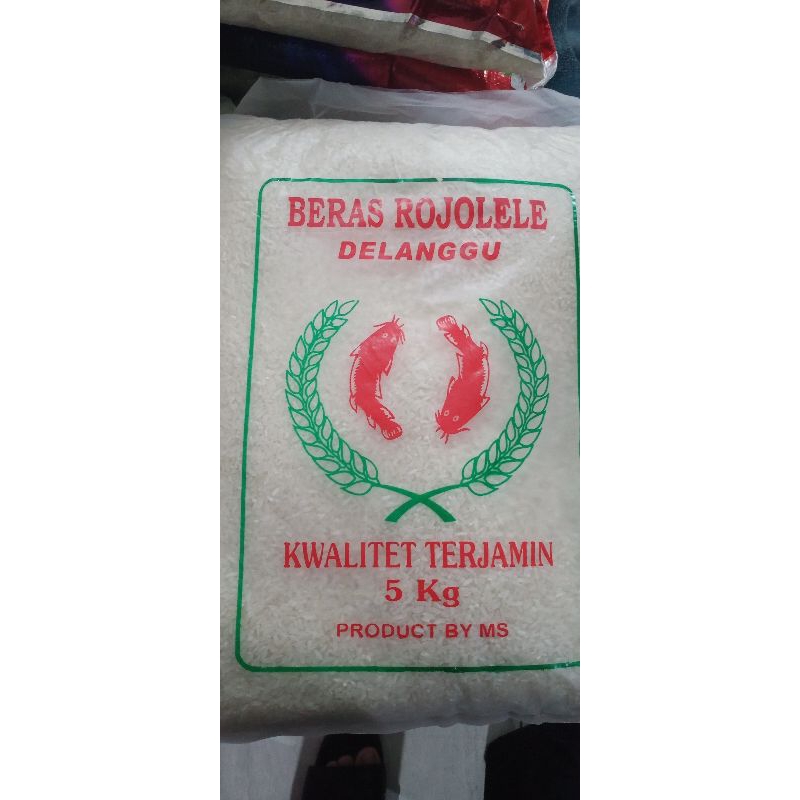 BERAS ROJOLELE
DELANGGU
KWALITET TERJAMIN
5 Kg
PRODUCT BY MS